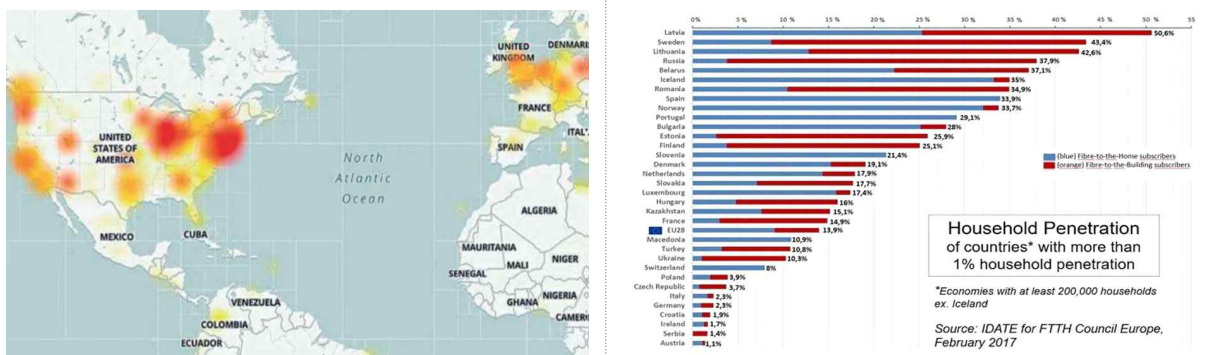 UNITED
KINGDOM
DENMARK
FRANCE
SPAIN
ITAL'
UNITED
STATES OF
AMERICA
North
Atlantic
Ocean
MEXICO
CUBA
ALGERIA
MAURITANIA
MALI
NIGER
SENEGAL
GHANA
NIGERIA
CAMER
VENEZUELA
COLOMBIA
ECUADOR
0 % 5 % 10 % 15 % 20 % 25 % 30 % 35 % 40 % 45 % 50 % 55
Latvia 50,6%
Sweden 43,4%
Lithuania 42,6%
Russia 37,9%
Belarus 37,1%
Iceland 35%
Romania 34,9%
Spain 33,9%
Norway 33,7%
Portugal 29,1%
Bulgaria 28%
Estonia 25,9%
Finland 25,1%
Slovenia 21,4%
Denmark 19,1%
Netherlands 17,9%
Slovakia 17,7%
Luxembourg 17,4%
Hungary 16%
Kazakhstan 15,1%
France 14,9%
EU28 13,9%
Macedonia 10,9%
Turkey 10,8%
Ukraine 10,3%
Switzerland 8%
Poland 3,9%
Czech Republic 3,7%
Italy 2,3%
Germany 2,3%
Croatia 1,9%
Ireland 1,7%
Serbia 1,4%
Austria 1,1%
(blue) Fibre-to-the-Home subscribers
(orange) Fibre-to-the-Building subscribers
Household Penetration
of countries* with more than
1% household penetration
*Economies with at least 200,000 households
ex. Iceland
Source: IDATE for FTTH Council Europe,
February 2017